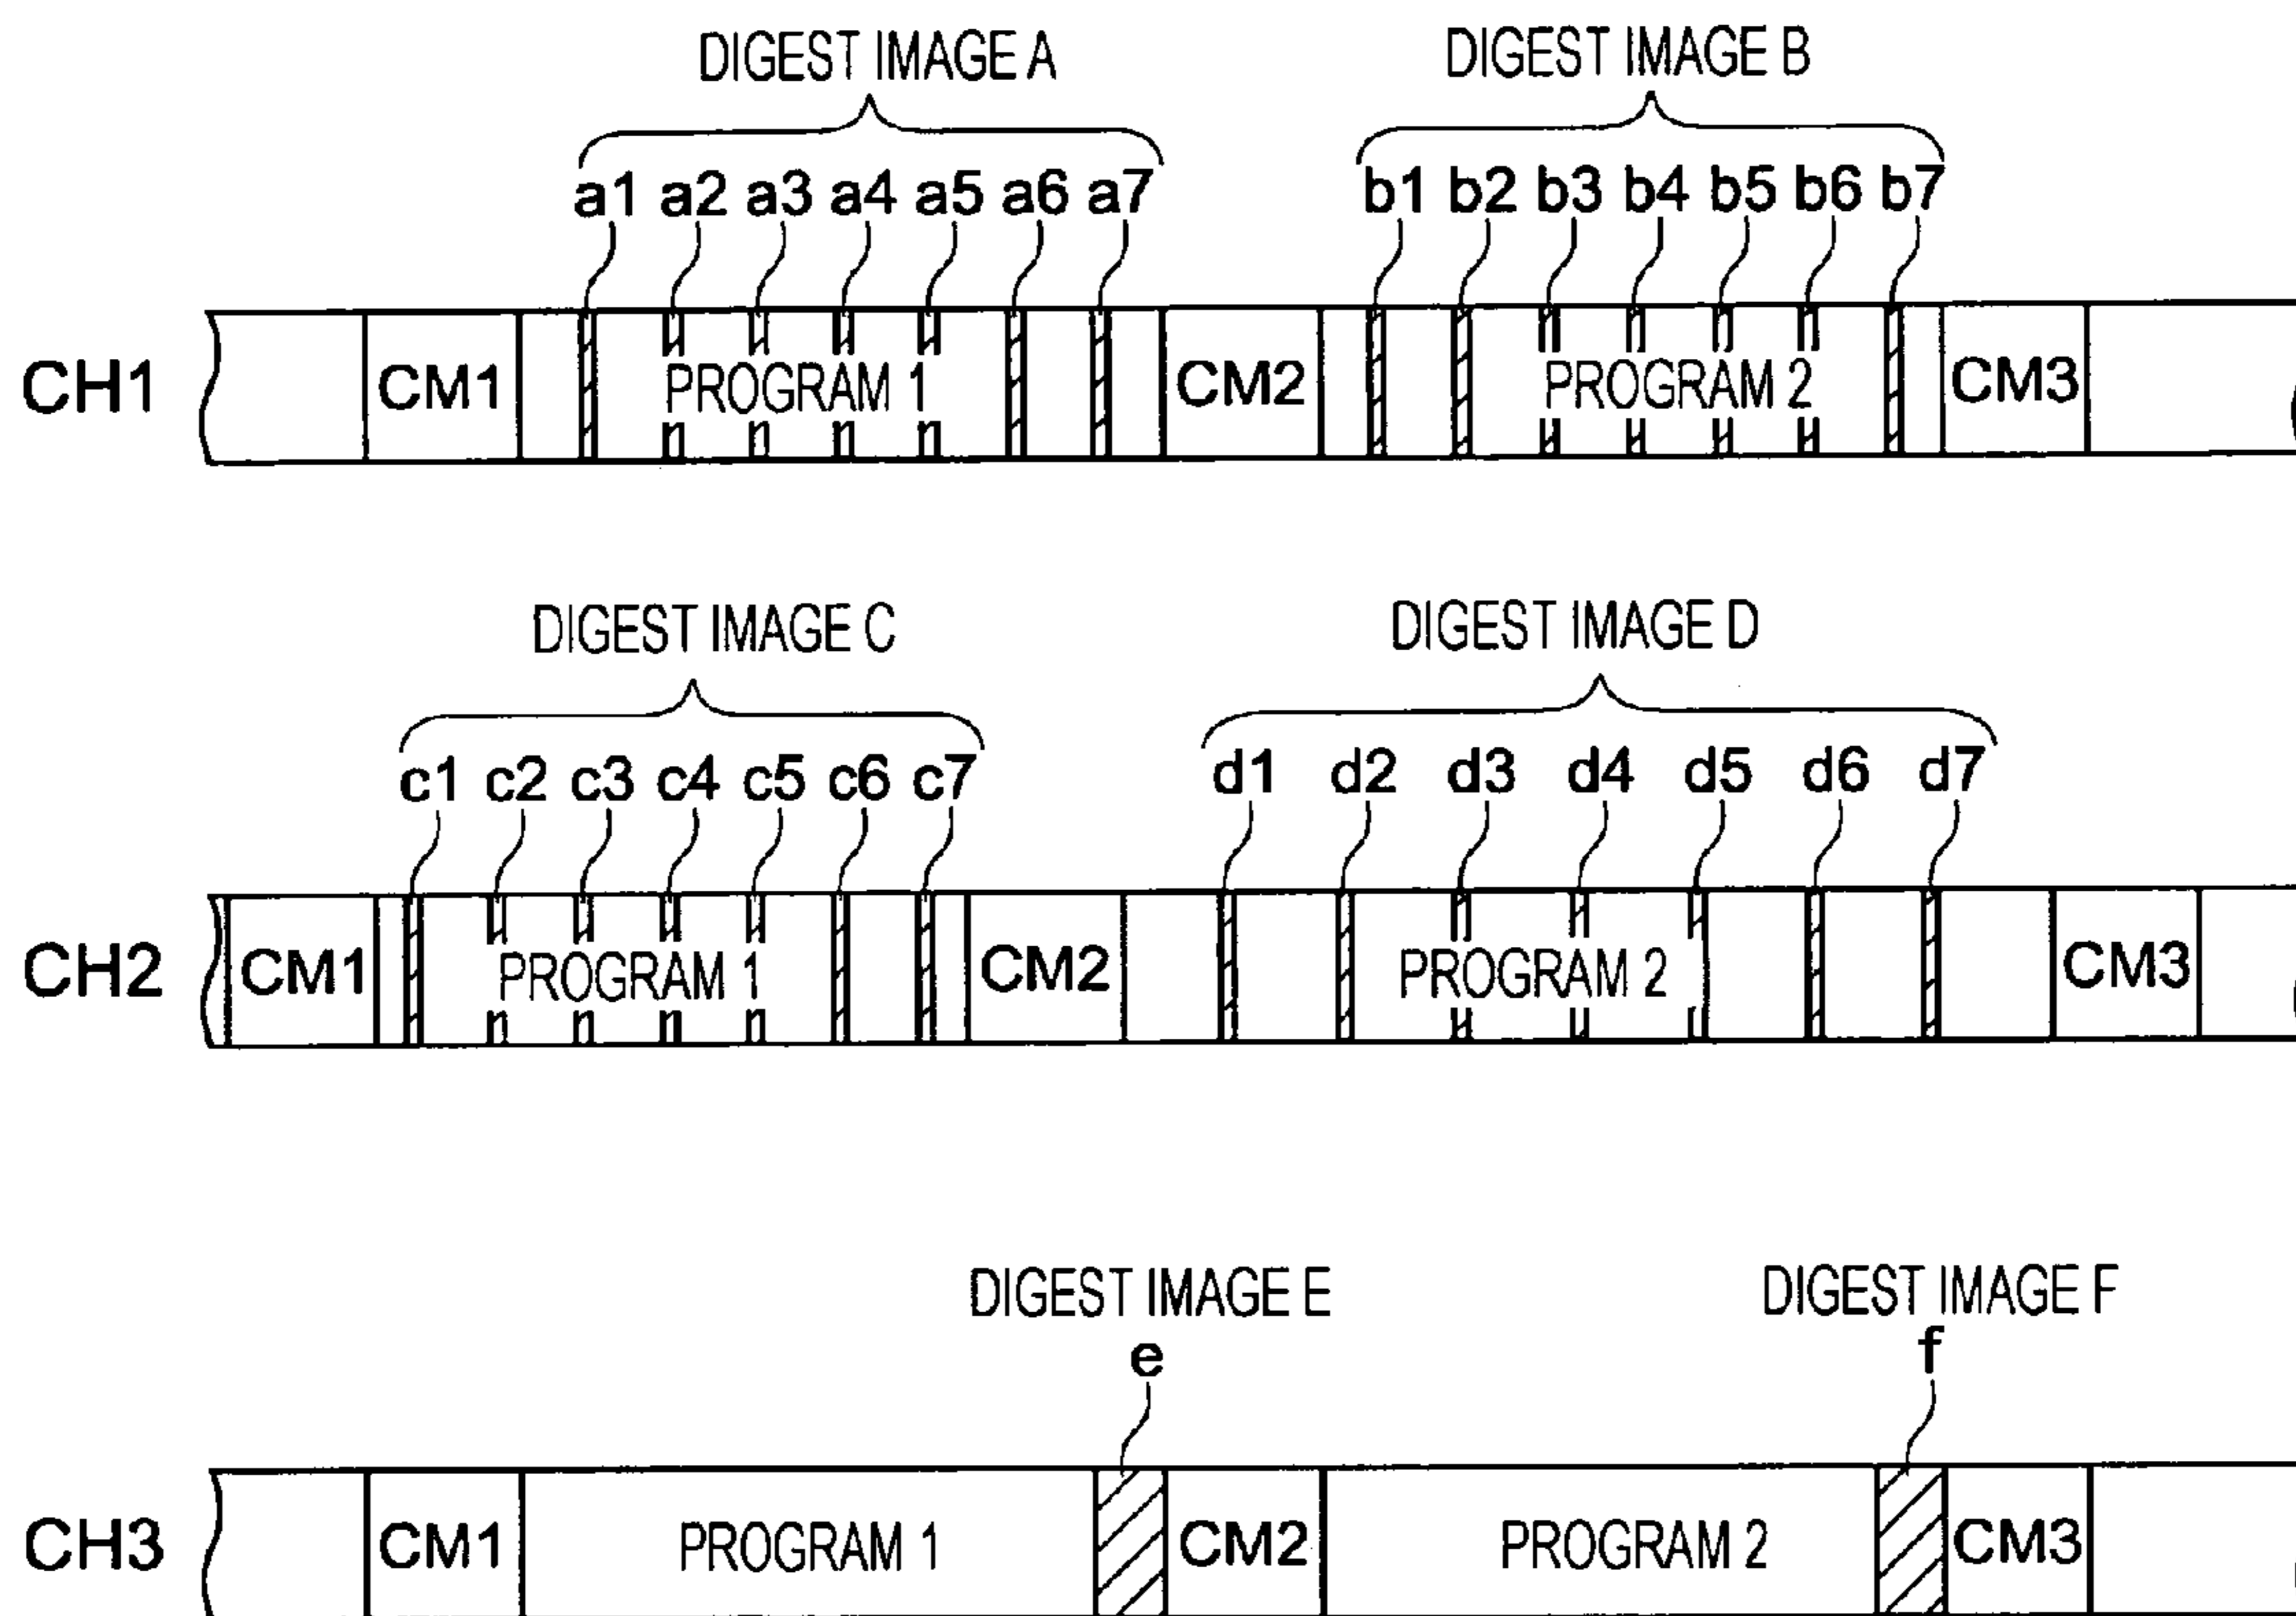 DIGEST IMAGE A DIGEST IMAGE B
a1 a2 a3 a4 a5 a6 a7 b1 b2 b3 b4 b5 b6 b7
CH1 CM1 PROGRAM 1 CM2 PROGRAM 2 CM3
DIGEST IMAGE C DIGEST IMAGE D
c1 c2 c3 c4 c5 c6 c7 d1 d2 d3 d4 d5 d6 d7
CH2 CM1 PROGRAM 1 CM2 PROGRAM 2 CM3
DIGEST IMAGE E DIGEST IMAGE F
e f
CH3 CM1 PROGRAM 1 CM2 PROGRAM 2 CM3